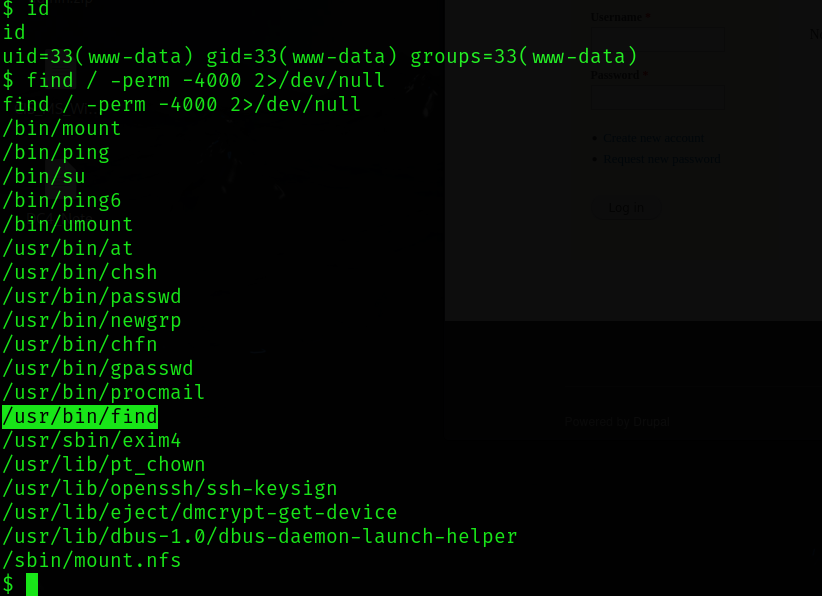 $ id
id
uid=33(www-data) gid=33(www-data) groups=33(www-data)
$ find / -perm -4000 2>/dev/null
find / -perm -4000 2>/dev/null
/bin/mount
/bin/ping
/bin/su
/bin/ping6
/bin/umount
/usr/bin/at
/usr/bin/chsh
/usr/bin/passwd
/usr/bin/newgrp
/usr/bin/chfn
/usr/bin/gpasswd
/usr/bin/procmail
/usr/bin/find
/usr/sbin/exim4
/usr/lib/pt_chown
/usr/lib/openssh/ssh-keysign
/usr/lib/eject/dmcrypt-get-device
/usr/lib/dbus-1.0/dbus-daemon-launch-helper
/sbin/mount.nfs
$
Username *
Password *
Create new account
Request new password
Log in
Powered by Drupal